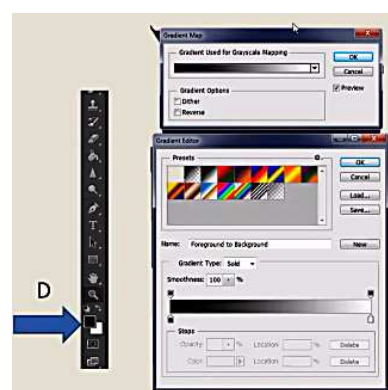 Gradient Map
Gradient Used for Grayscale Mapping
OK
Cancel
Preview
Gradient Options
Dither
Reverse
Gradient Editor
Presets
OK
Cancel
Load...
Save...
Name: Foreground to Background
New
Gradient Type: Solid
Smoothness: 100 %
Stops
Opacity: % Location: % Delete
Color: Location: % Delete
D
T